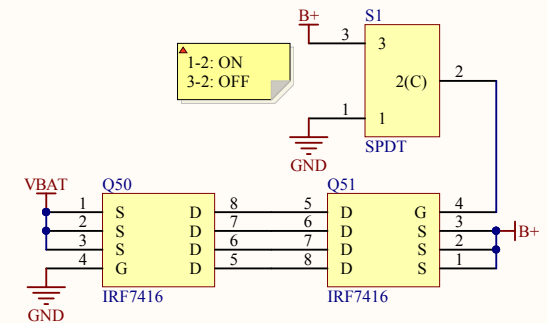 B+ S1
3 3
1-2: ON
3-2: OFF
2(C) 2
1 1
GND SPDT
VBAT Q50 Q51
1 S D 8 5 D G 4
2 S D 7 6 D S 3 B+
3 S D 6 7 D S 2
4 G D 5 8 D S 1
IRF7416 IRF7416
GND